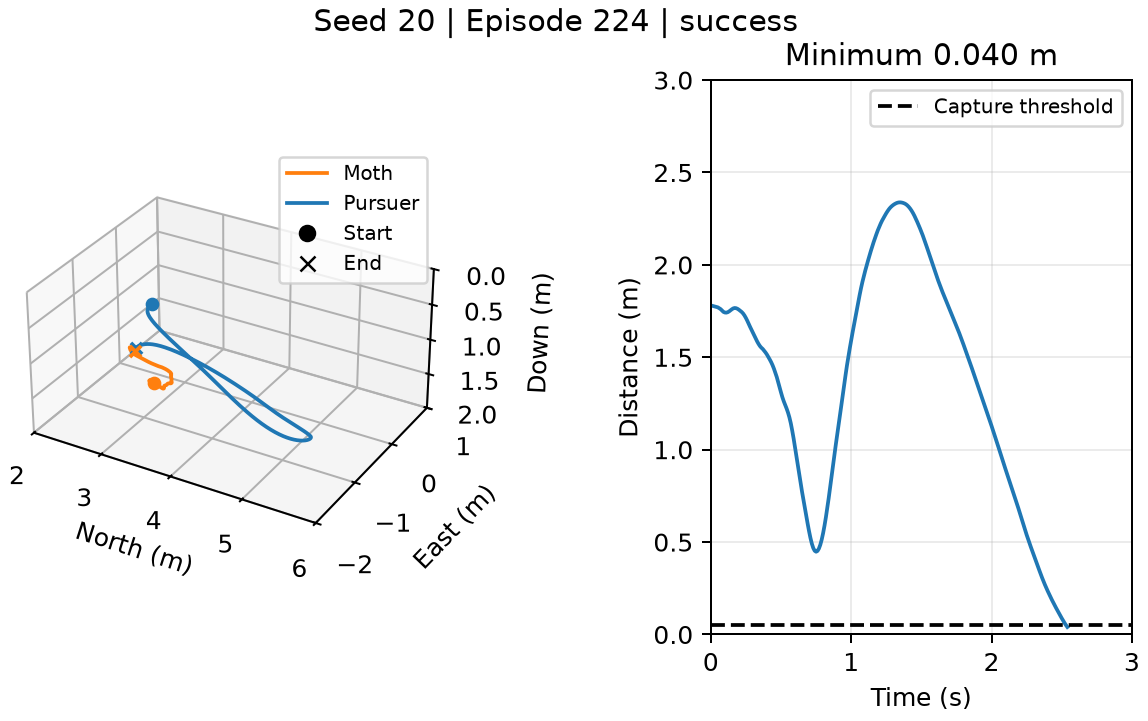 Seed 20 | Episode 224 | success
Moth
Pursuer
Start
End
0.0
0.5
1.0
1.5
2.0
Down (m)
1
0
−1
−2
East (m)
2
3
4
5
6
North (m)
Minimum 0.040 m
Capture threshold
3.0
2.5
2.0
1.5
1.0
0.5
0.0
Distance (m)
0
1
2
3
Time (s)